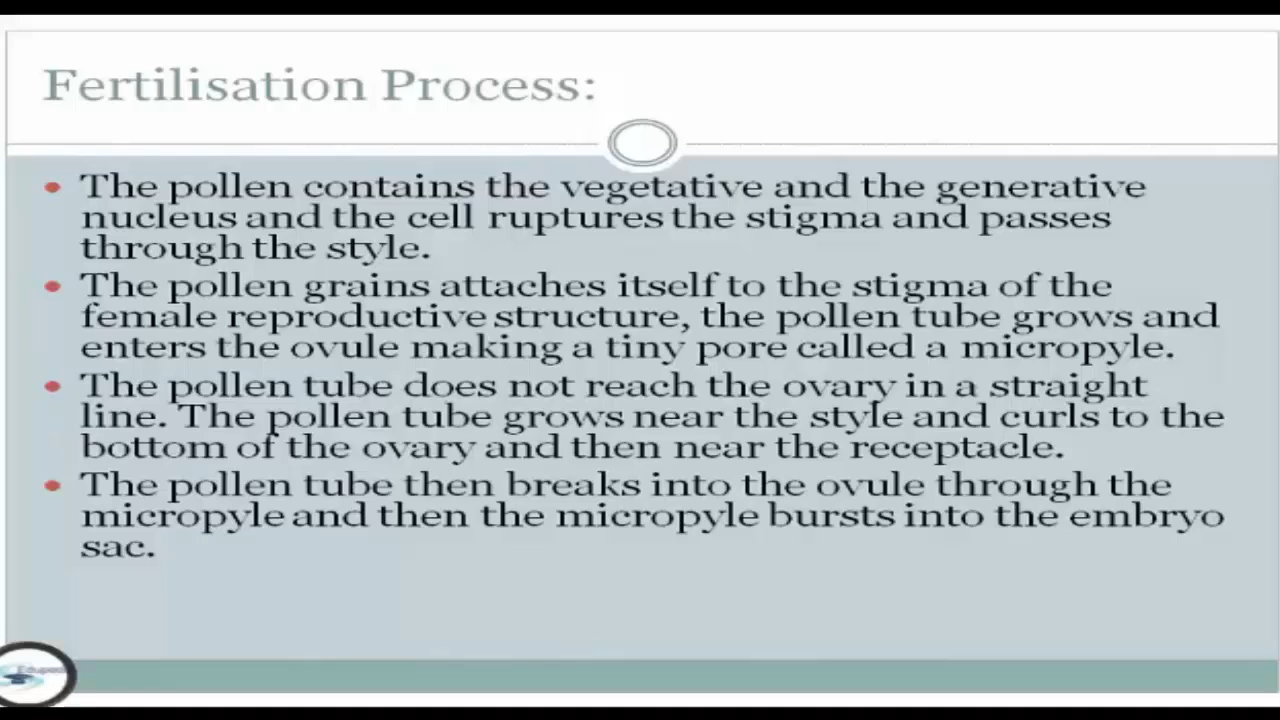 Fertilisation Process:
• The pollen contains the vegetative and the generative
nucleus and the cell ruptures the stigma and passes
through the style.
• The pollen grains attaches itself to the stigma of the
female reproductive structure, the pollen tube grows and
enters the ovule making a tiny pore called a micropyle.
• The pollen tube does not reach the ovary in a straight
line. The pollen tube grows near the style and curls to the
bottom of the ovary and then near the receptacle.
• The pollen tube then breaks into the ovule through the
micropyle and then the micropyle bursts into the embryo
sac.